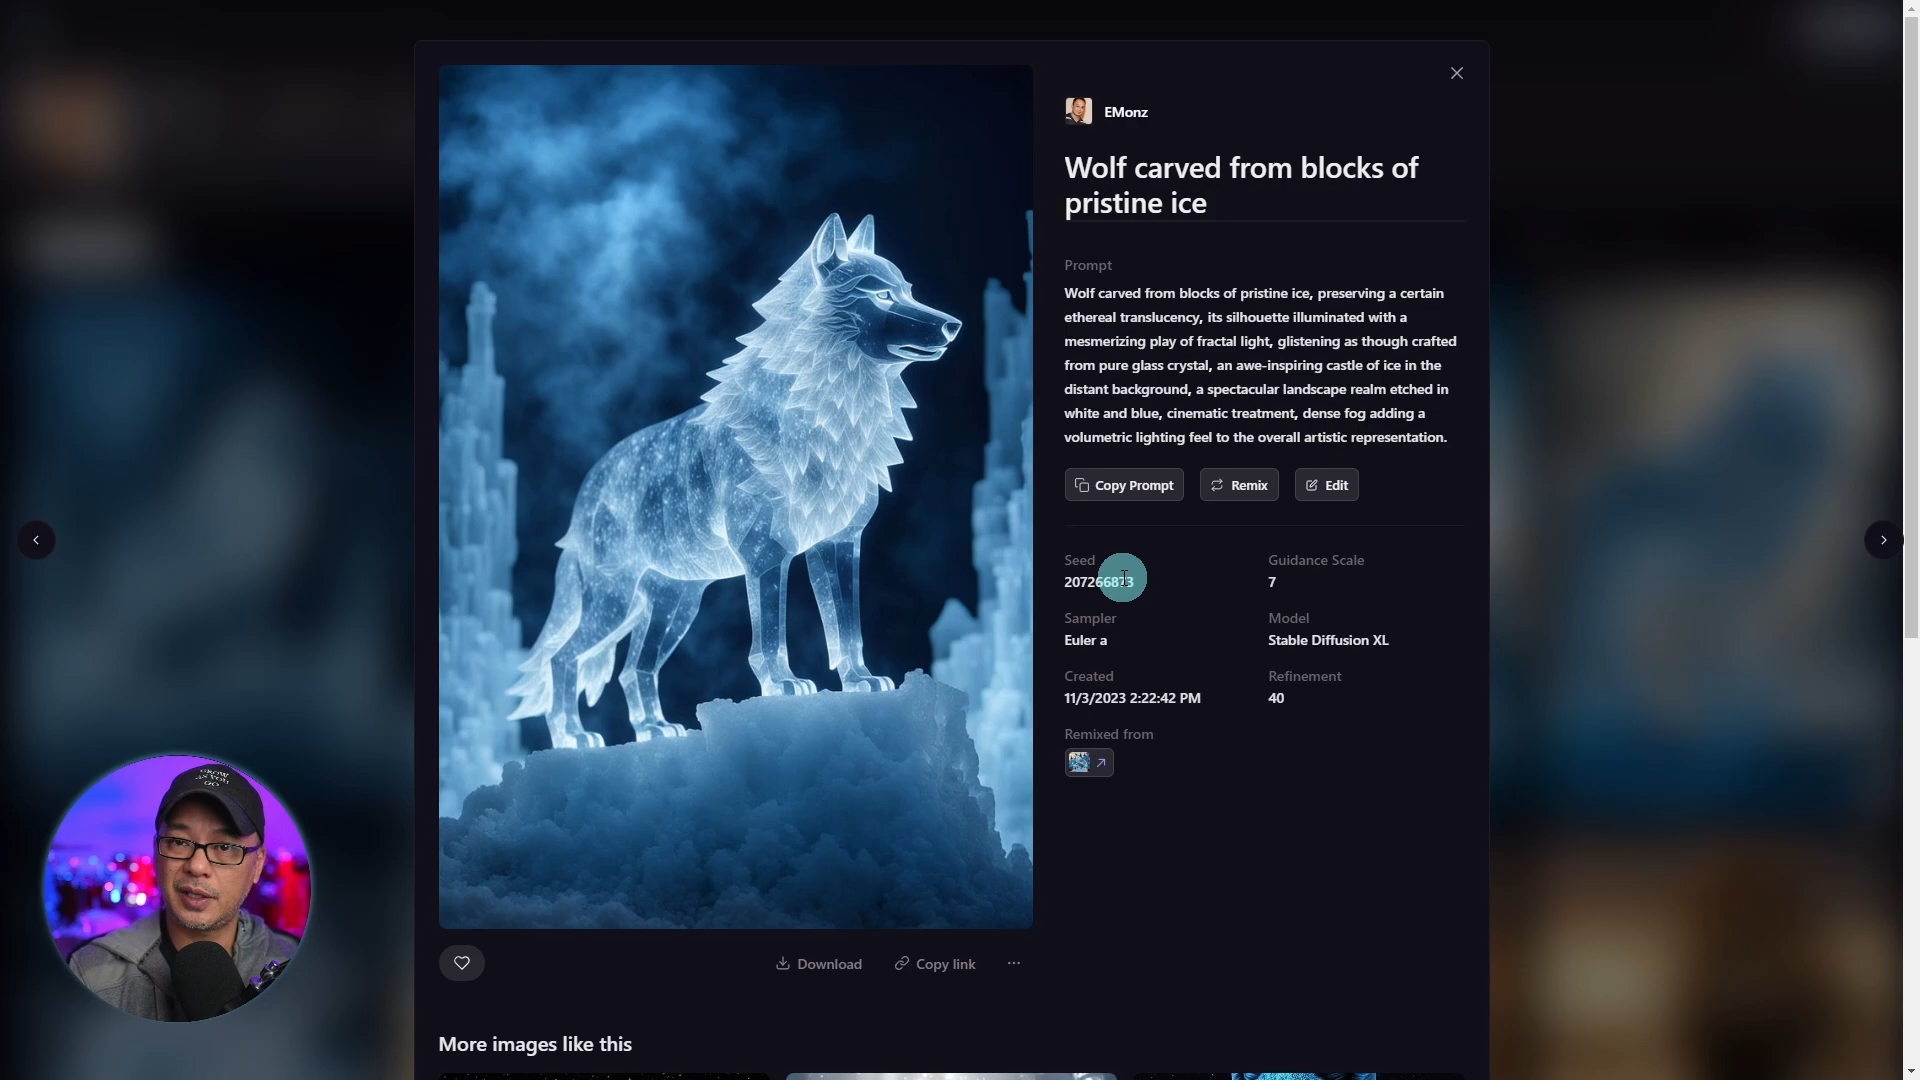 EMonz
Wolf carved from blocks of
pristine ice
Prompt
Wolf carved from blocks of pristine ice, preserving a certain
ethereal translucency, its silhouette illuminated with a
mesmerizing play of fractal light, glistening as though crafted
from pure glass crystal, an awe-inspiring castle of ice in the
distant background, a spectacular landscape realm etched in
white and blue, cinematic treatment, dense fog adding a
volumetric lighting feel to the overall artistic representation.
Copy Prompt Remix Edit
Seed Guidance Scale
207266873 7
Sampler Model
Euler a Stable Diffusion XL
Created Refinement
11/3/2023 2:22:42 PM 40
Remixed from
GROW
AS YOU
GO
Download Copy link
More images like this